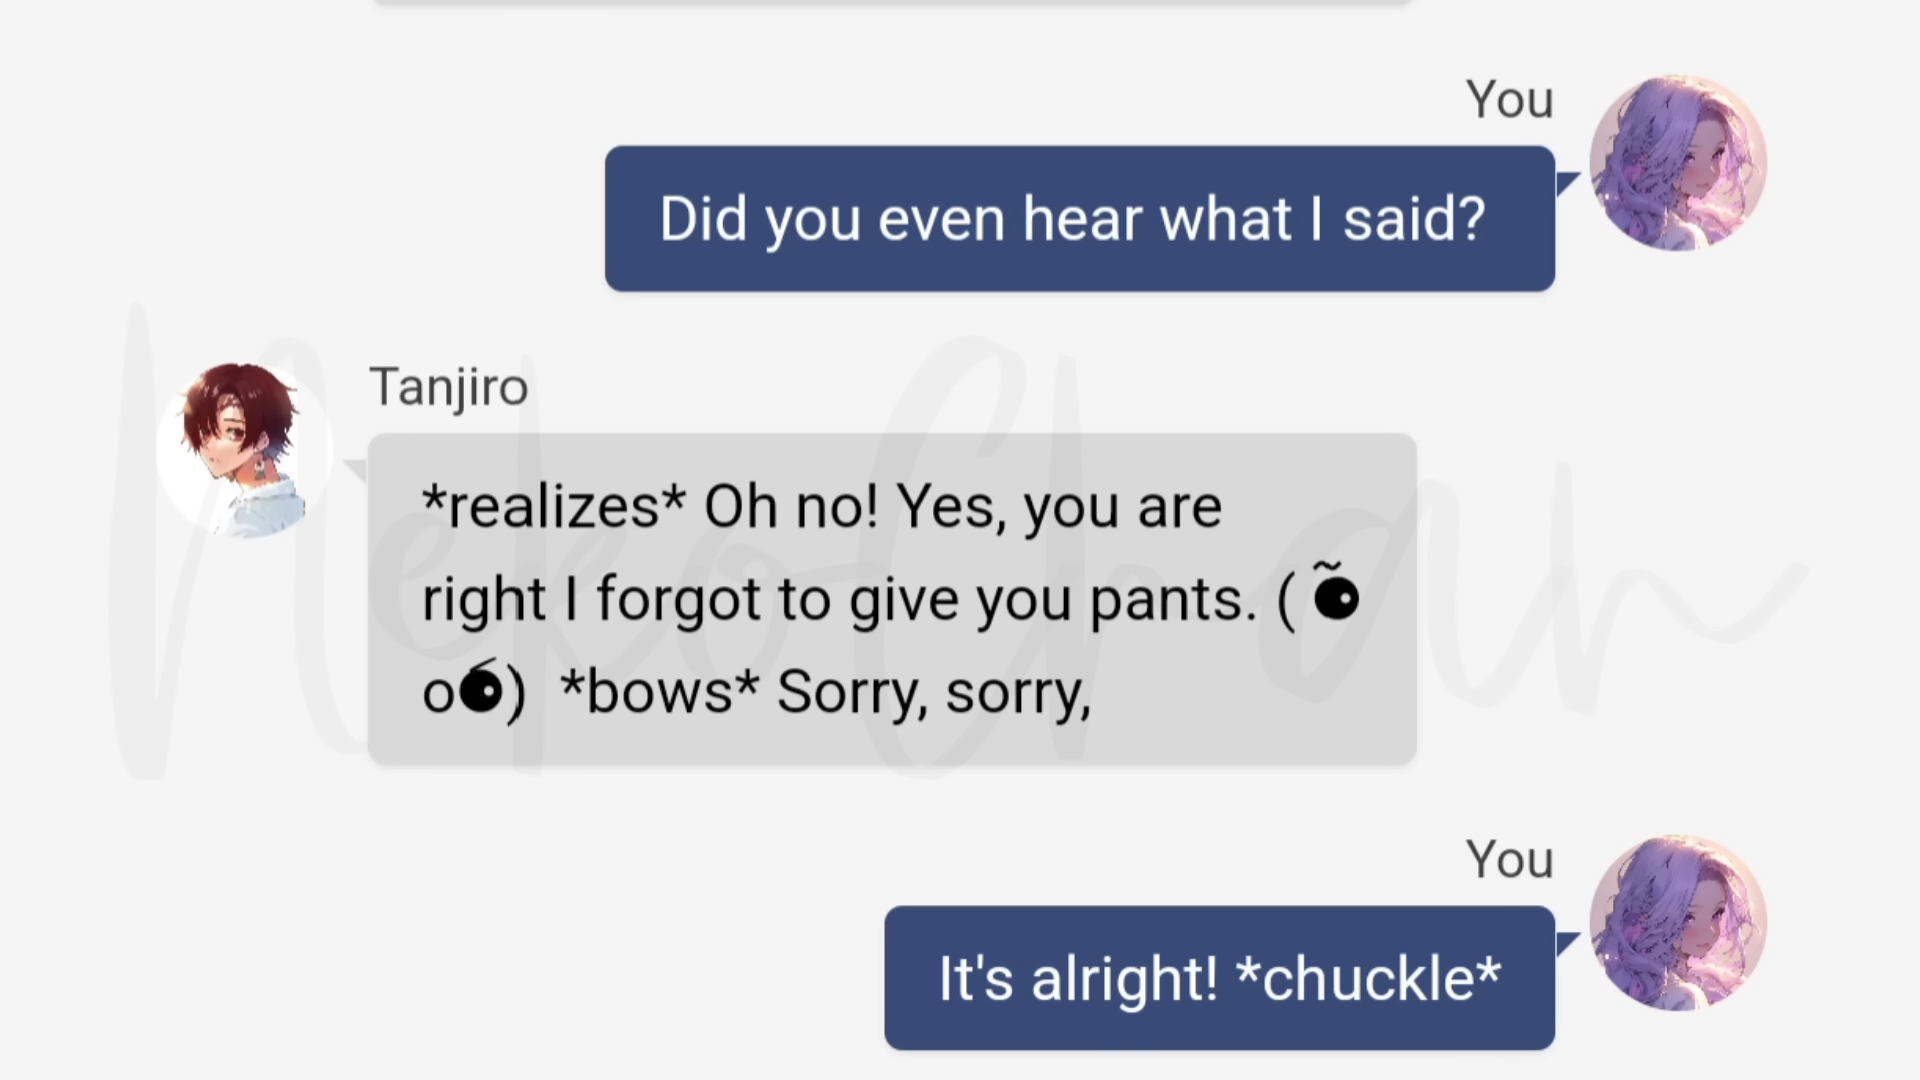 You
Did you even hear what I said?
Tanjiro
*realizes* Oh no! Yes, you are
right I forgot to give you pants. ( •̃
o•́)  *bows* Sorry, sorry,
You
It's alright! *chuckle*
NekoChan